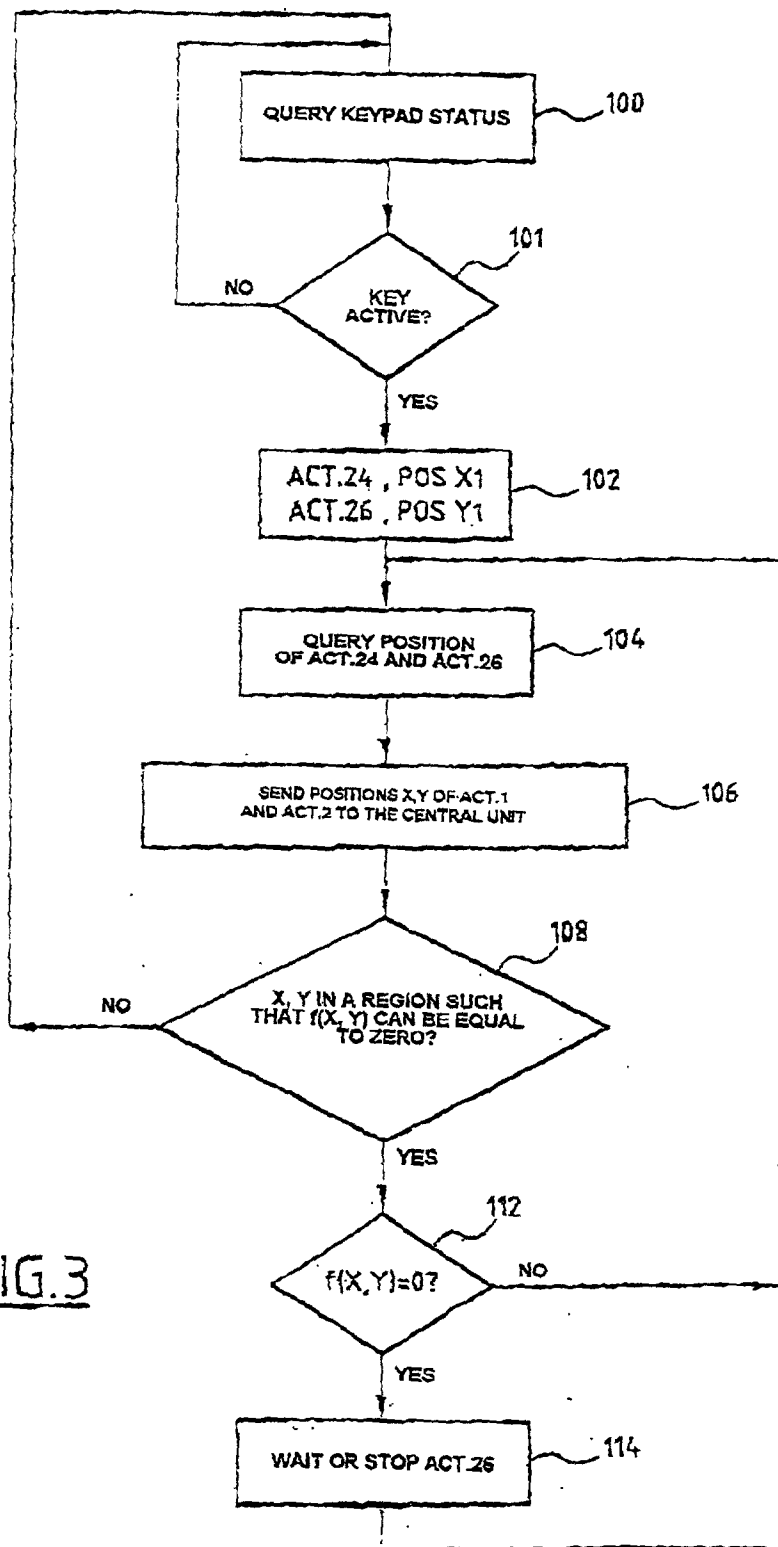 QUERY KEYPAD STATUS
100
101
KEY
ACTIVE?
NO
YES
ACT.24 , POS X1
ACT.26 , POS Y1
102
QUERY POSITION
OF ACT.24 AND ACT.26
104
SEND POSITIONS X,Y OF ACT.1
AND ACT.2 TO THE CENTRAL UNIT
106
108
X, Y IN A REGION SUCH
THAT f(X, Y) CAN BE EQUAL
TO ZERO?
NO
YES
112
f(X,Y)=0?
NO
YES
IG.3
WAIT OR STOP ACT.26
114